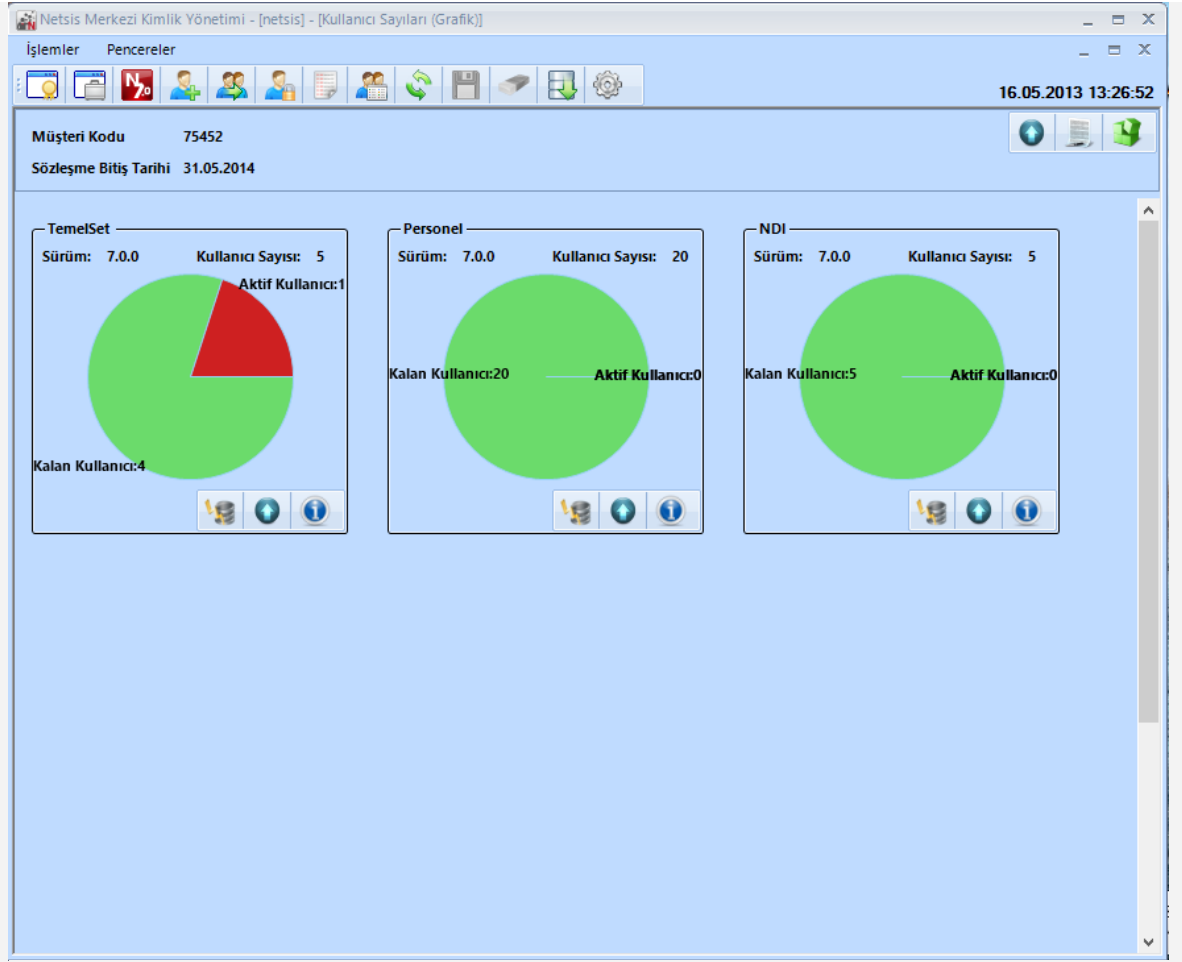 Netsis Merkezi Kimlik Yönetimi - [netsis] - [Kullanıcı Sayıları (Grafik)]
İşlemler Pencereler
16.05.2013 13:26:52
Müşteri Kodu 75452
Sözleşme Bitiş Tarihi 31.05.2014
TemelSet
Sürüm: 7.0.0 Kullanıcı Sayısı: 5
Aktif Kullanıcı:1
Kalan Kullanıcı:4
Personel
Sürüm: 7.0.0 Kullanıcı Sayısı: 20
Kalan Kullanıcı:20 Aktif Kullanıcı:0
NDI
Sürüm: 7.0.0 Kullanıcı Sayısı: 5
Kalan Kullanıcı:5 Aktif Kullanıcı:0